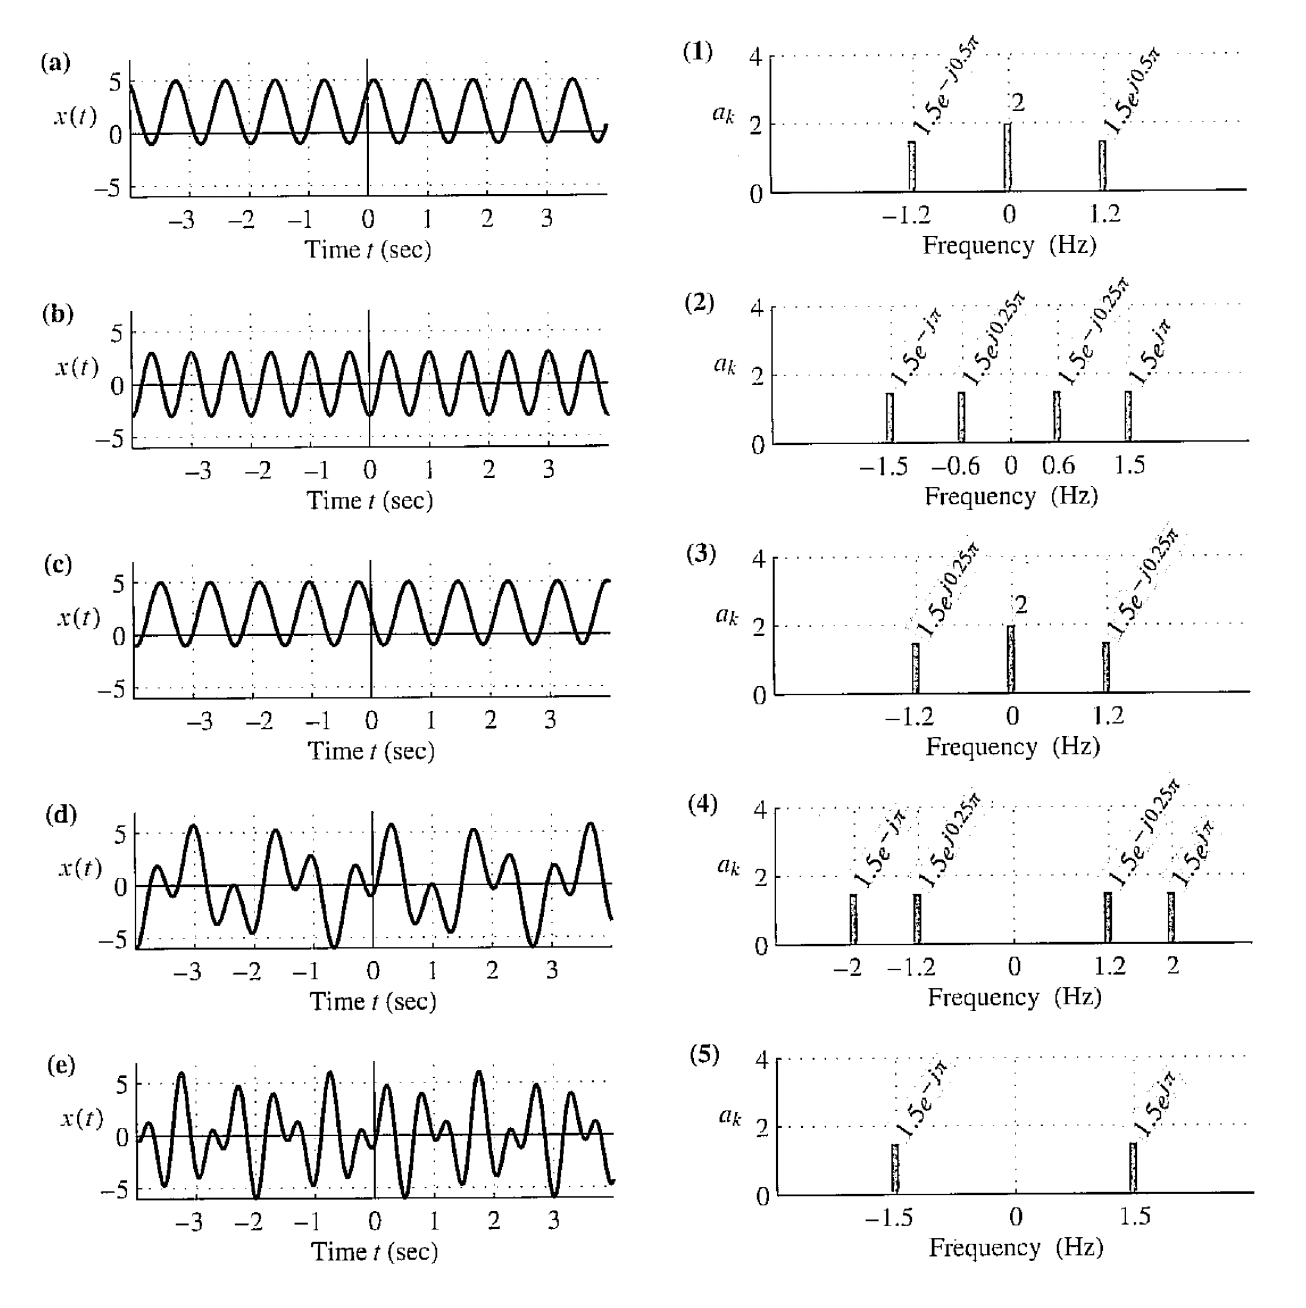 (a)
5
x(t)
0
−5
−3 −2 −1 0 1 2 3
Time t (sec)
(1)
4
1.5e^{−j0.5π} 2 1.5e^{j0.5π}
a_k
2
0
−1.2 0 1.2
Frequency (Hz)
(b)
5
x(t)
0
−5
−3 −2 −1 0 1 2 3
Time t (sec)
(2)
4
1.5e^{−jπ} 1.5e^{j0.25π} 1.5e^{−j0.25π} 1.5e^{jπ}
a_k
2
0
−1.5 −0.6 0 0.6 1.5
Frequency (Hz)
(c)
5
x(t)
0
−5
−3 −2 −1 0 1 2 3
Time t (sec)
(3)
4
1.5e^{j0.25π} 2 1.5e^{−j0.25π}
a_k
2
0
−1.2 0 1.2
Frequency (Hz)
(d)
5
x(t)
0
−5
−3 −2 −1 0 1 2 3
Time t (sec)
(4)
4
1.5e^{−jπ} 1.5e^{j0.25π} 1.5e^{−j0.25π} 1.5e^{jπ}
a_k
2
0
−2 −1.2 0 1.2 2
Frequency (Hz)
(e)
5
x(t)
0
−5
−3 −2 −1 0 1 2 3
Time t (sec)
(5)
4
1.5e^{−jπ} 1.5e^{jπ}
a_k
2
0
−1.5 0 1.5
Frequency (Hz)